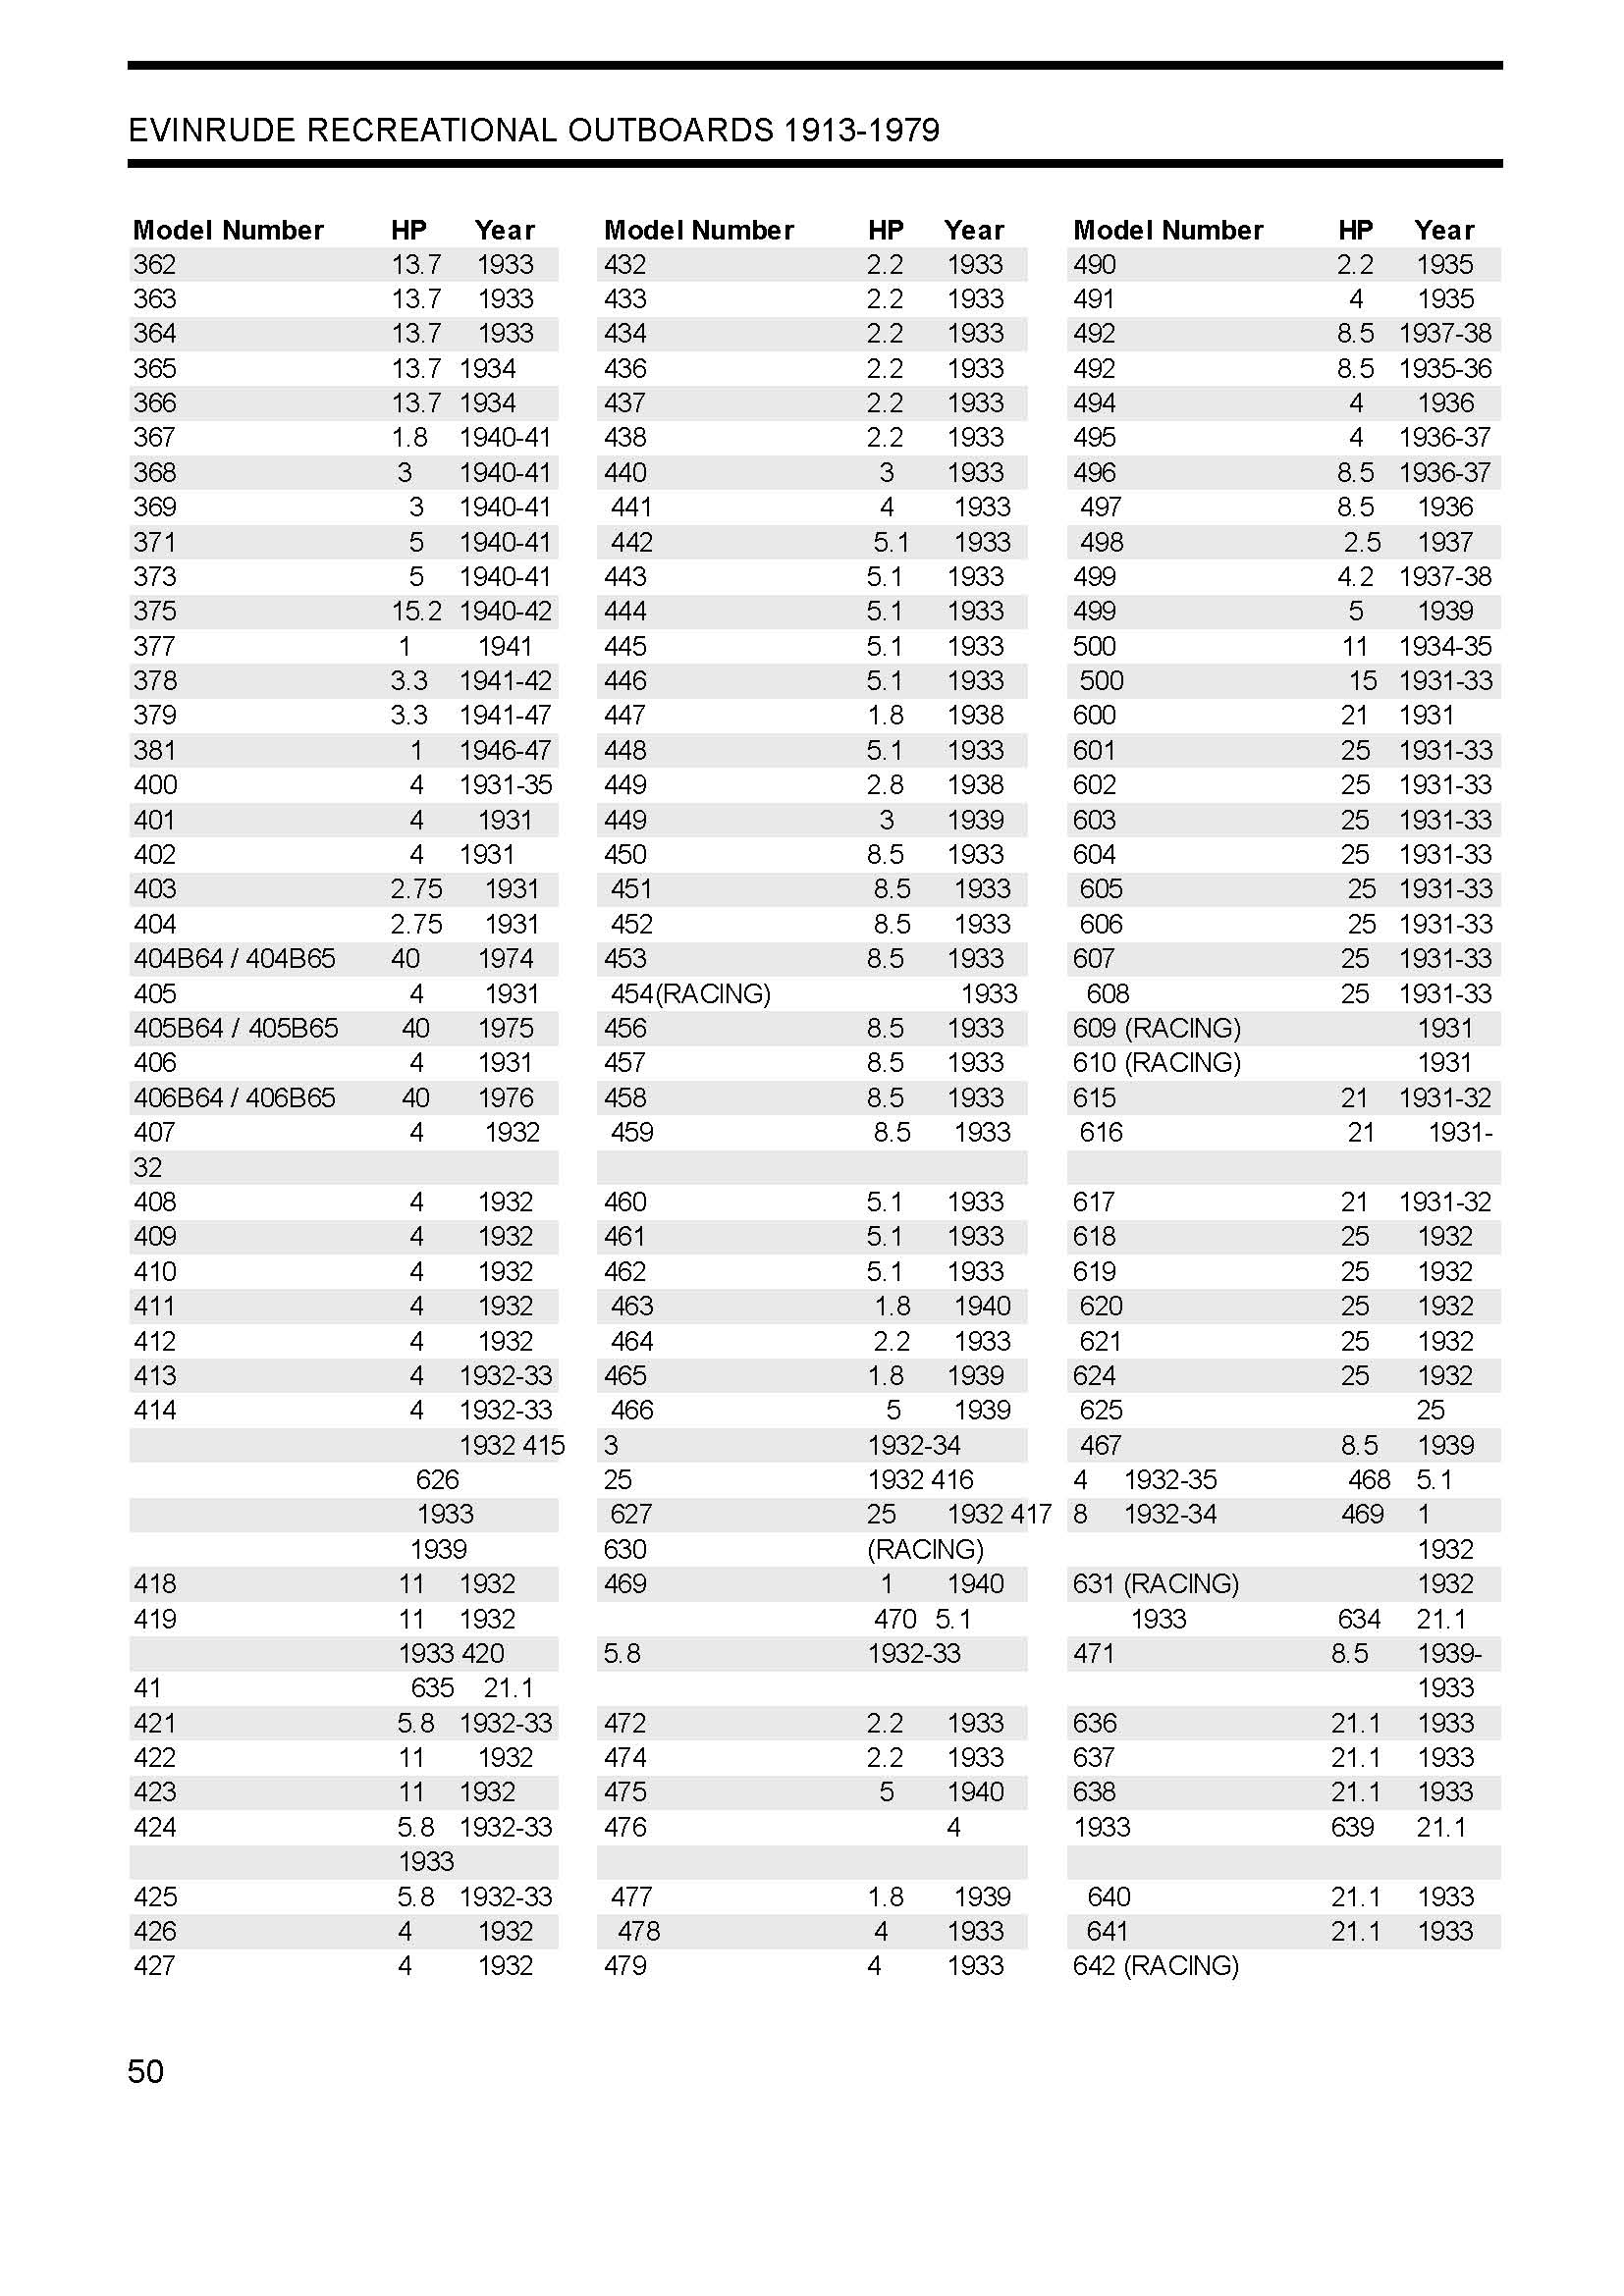 EVINRUDE RECREATIONAL OUTBOARDS 1913-1979
Model Number HP Year Model Number HP Year Model Number HP Year
362 13.7 1933 432 2.2 1933 490 2.2 1935
363 13.7 1933 433 2.2 1933 491 4 1935
364 13.7 1933 434 2.2 1933 492 8.5 1937-38
365 13.7 1934 436 2.2 1933 492 8.5 1935-36
366 13.7 1934 437 2.2 1933 494 4 1936
367 1.8 1940-41 438 2.2 1933 495 4 1936-37
368 3 1940-41 440 3 1933 496 8.5 1936-37
369 3 1940-41 441 4 1933 497 8.5 1936
371 5 1940-41 442 5.1 1933 498 2.5 1937
373 5 1940-41 443 5.1 1933 499 4.2 1937-38
375 15.2 1940-42 444 5.1 1933 499 5 1939
377 1 1941 445 5.1 1933 500 11 1934-35
378 3.3 1941-42 446 5.1 1933 500 15 1931-33
379 3.3 1941-47 447 1.8 1938 600 21 1931
381 1 1946-47 448 5.1 1933 601 25 1931-33
400 4 1931-35 449 2.8 1938 602 25 1931-33
401 4 1931 449 3 1939 603 25 1931-33
402 4 1931 450 8.5 1933 604 25 1931-33
403 2.75 1931 451 8.5 1933 605 25 1931-33
404 2.75 1931 452 8.5 1933 606 25 1931-33
404B64 / 404B65 40 1974 453 8.5 1933 607 25 1931-33
405 4 1931 454(RACING) 1933 608 25 1931-33
405B64 / 405B65 40 1975 456 8.5 1933 609 (RACING) 1931
406 4 1931 457 8.5 1933 610 (RACING) 1931
406B64 / 406B65 40 1976 458 8.5 1933 615 21 1931-32
407 4 1932 459 8.5 1933 616 21 1931-
32
408 4 1932 460 5.1 1933 617 21 1931-32
409 4 1932 461 5.1 1933 618 25 1932
410 4 1932 462 5.1 1933 619 25 1932
411 4 1932 463 1.8 1940 620 25 1932
412 4 1932 464 2.2 1933 621 25 1932
413 4 1932-33 465 1.8 1939 624 25 1932
414 4 1932-33 466 5 1939 625 25
1932 415 3 1932-34 467 8.5 1939
626 25 1932 416 4 1932-35 468 5.1
1933 627 25 1932 417 8 1932-34 469 1
1939 630 (RACING) 1932
418 11 1932 469 1 1940 631 (RACING) 1932
419 11 1932 470 5.1 1933 634 21.1
1933 420 5.8 1932-33 471 8.5 1939-
41 635 21.1 1933
421 5.8 1932-33 472 2.2 1933 636 21.1 1933
422 11 1932 474 2.2 1933 637 21.1 1933
423 11 1932 475 5 1940 638 21.1 1933
424 5.8 1932-33 476 4 1933 639 21.1
1933
425 5.8 1932-33 477 1.8 1939 640 21.1 1933
426 4 1932 478 4 1933 641 21.1 1933
427 4 1932 479 4 1933 642 (RACING)
50